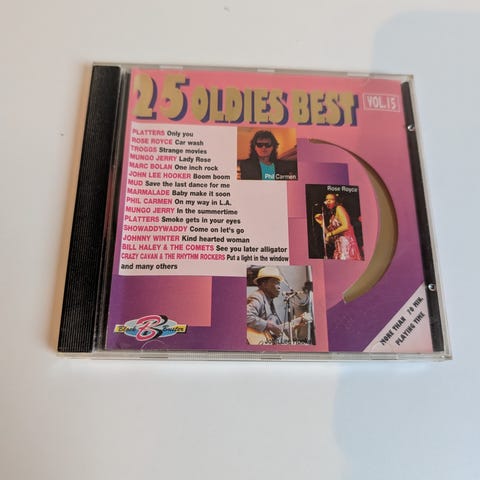 25 OLDIES BEST
VOL.15
PLATTERS Only you
ROSE ROYCE Car wash
TROGGS Strange movies
MUNGO JERRY Lady Rose
MARC BOLAN One inch rock
JOHN LEE HOOKER Boom boom
MUD Save the last dance for me
MARMALADE Baby make it soon
PHIL CARMEN On my way in L.A.
MUNGO JERRY In the summertime
PLATTERS Smoke gets in your eyes
SHOWADDYWADDY Come on let's go
JOHNNY WINTER Kind hearted woman
BILL HALEY & THE COMETS See you later alligator
CRAZY CAVAN & THE RHYTHM ROCKERS Put a light in the window
and many others
Phil Carmen
Rose Royce
Block B Buster
MORE THAN 70 MIN.
PLAYING TIME